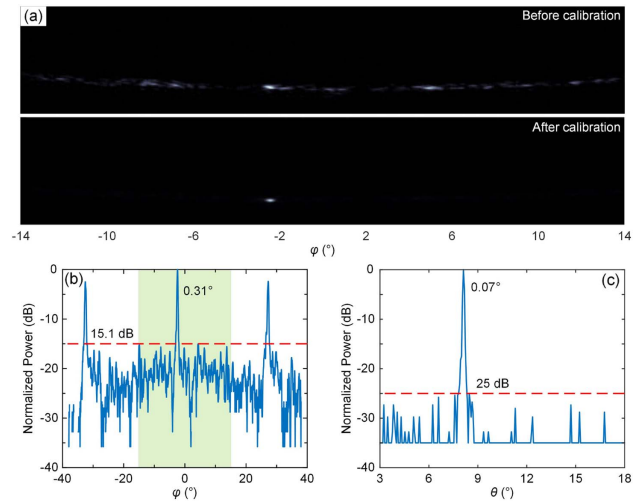 (a)
Before calibration
After calibration
-14 -10 -6 -2 2 6 10 14
φ (°)
(b)
0.31°
15.1 dB
Normalized Power (dB)
0
-10
-20
-30
-40
-40 -20 0 20 40
φ (°)
(c)
0.07°
25 dB
Normalized Power (dB)
0
-10
-20
-30
-40
3 6 9 12 15 18
θ (°)